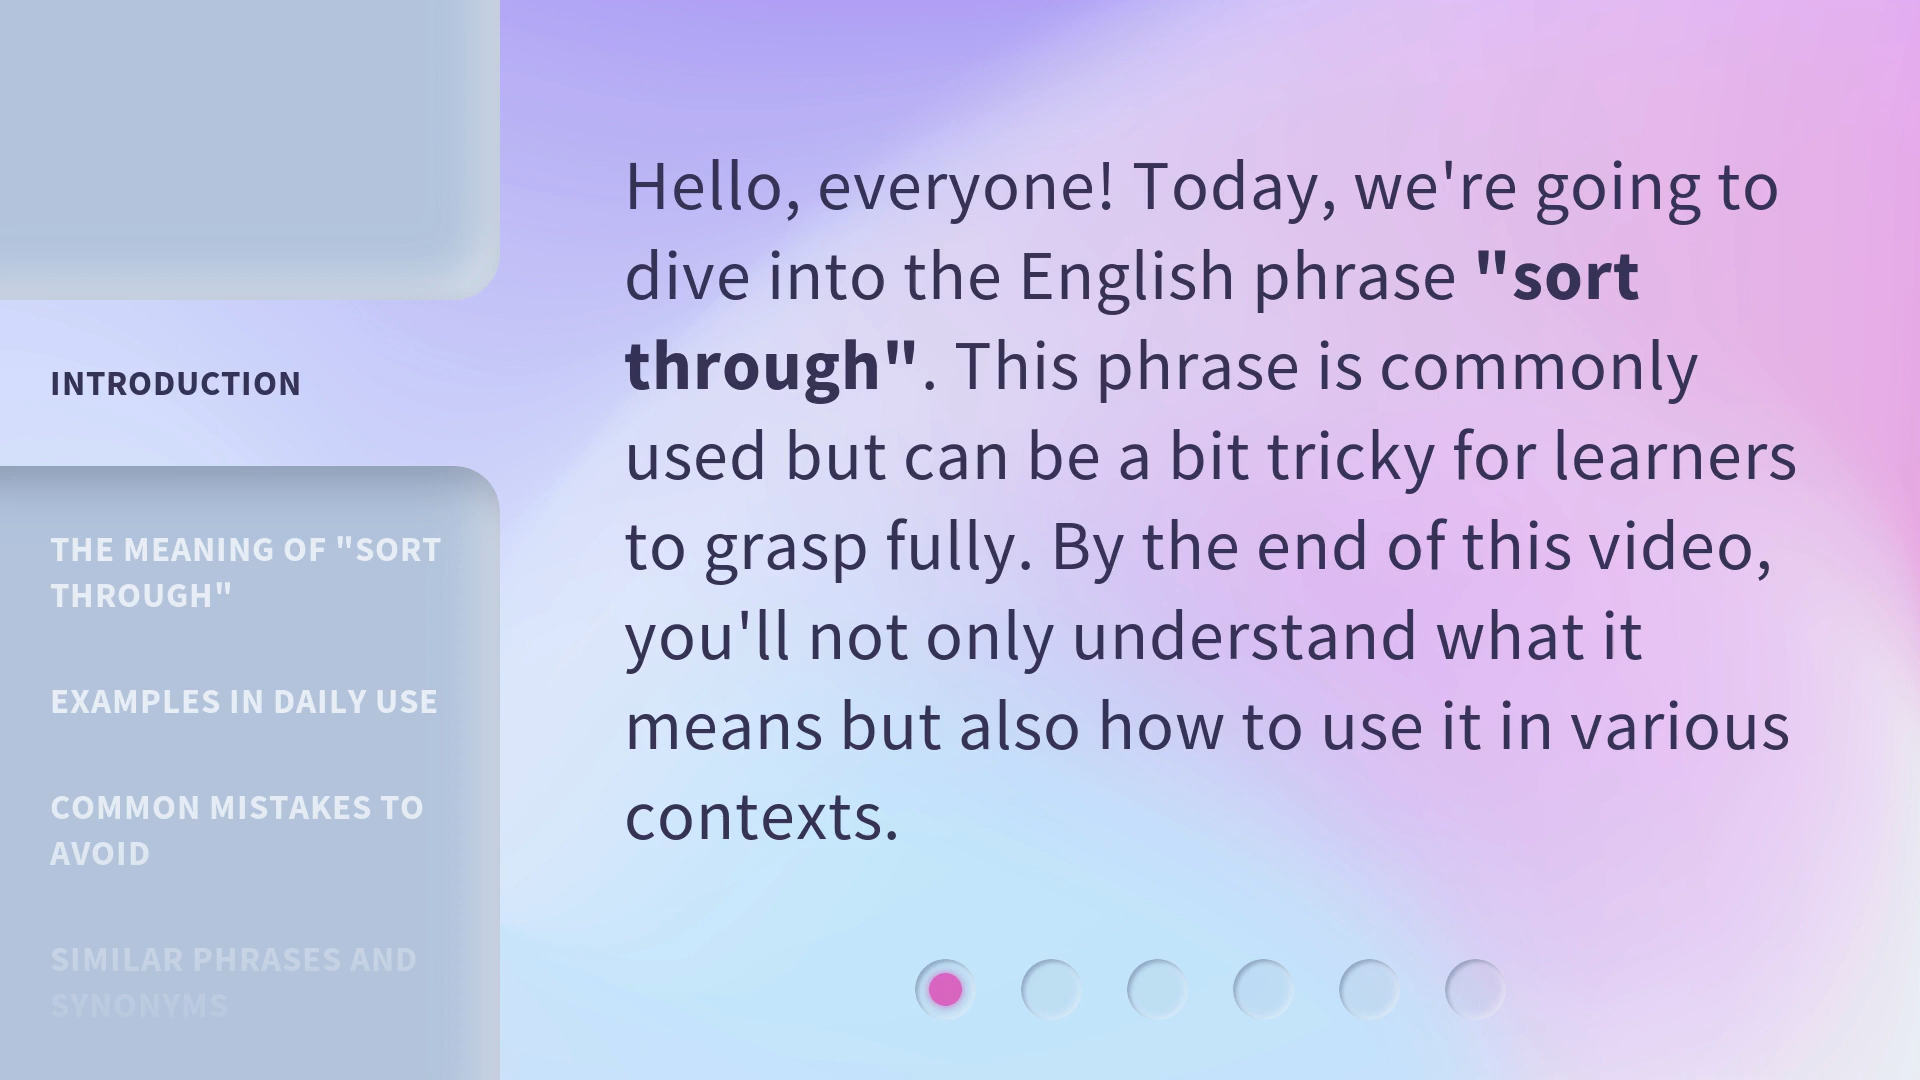 INTRODUCTION
THE MEANING OF "SORT
THROUGH"
EXAMPLES IN DAILY USE
COMMON MISTAKES TO
AVOID
SIMILAR PHRASES AND
SYNONYMS
Hello, everyone! Today, we're going to
dive into the English phrase "sort
through". This phrase is commonly
used but can be a bit tricky for learners
to grasp fully. By the end of this video,
you'll not only understand what it
means but also how to use it in various
contexts.